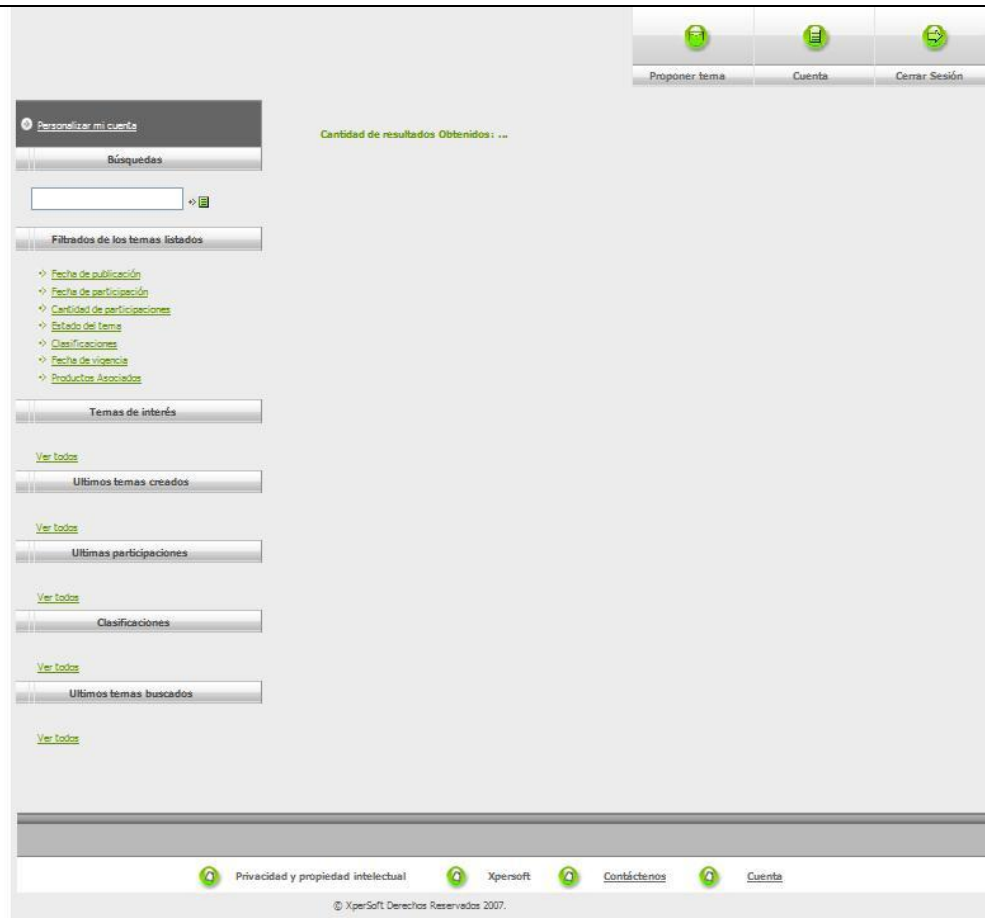 Proponer tema Cuenta Cerrar Sesión
Personalizar mi cuenta
Cantidad de resultados Obtenidos: ...
Búsquedas
Filtrados de los temas listados
Fecha de publicación
Fecha de participación
Cantidad de participaciones
Estado del tema
Clasificaciones
Fecha de vigencia
Productos Asociados
Temas de interés
Ver todos
Ultimos temas creados
Ver todos
Ultimas participaciones
Ver todos
Clasificaciones
Ver todos
Ultimos temas buscados
Ver todos
Privacidad y propiedad intelectual Xpersoft Contáctenos Cuenta
© XperSoft Derechos Reservados 2007.